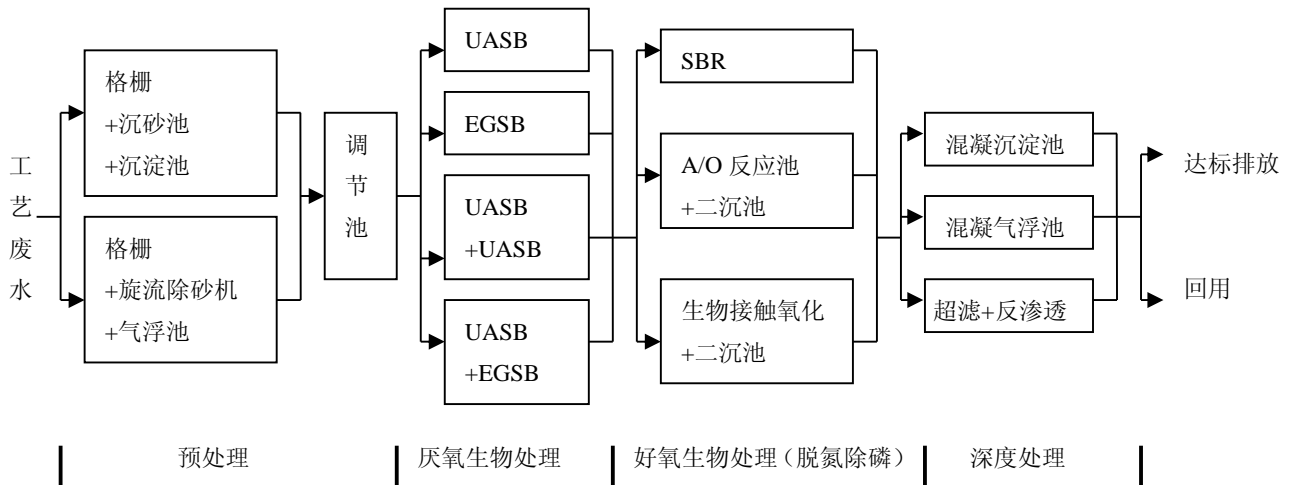 工
艺
废
水
格栅
+沉砂池
+沉淀池
格栅
+旋流除砂机
+气浮池
调
节
池
UASB
EGSB
UASB
+UASB
UASB
+EGSB
SBR
A/O 反应池
+二沉池
生物接触氧化
+二沉池
混凝沉淀池
混凝气浮池
超滤+反渗透
达标排放
回用
预处理
厌氧生物处理
好氧生物处理（脱氮除磷）
深度处理